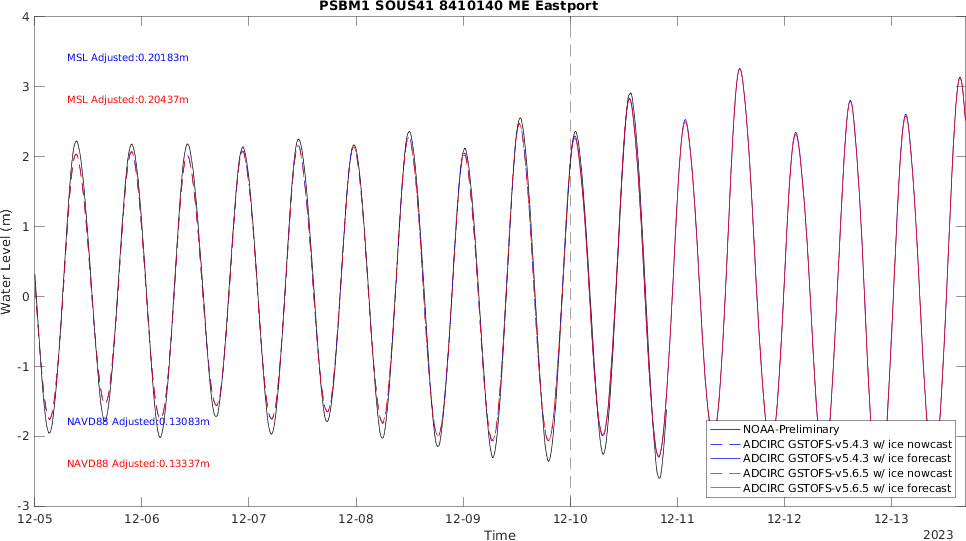 PSBM1 SOUS41 8410140 ME Eastport
4
3
2
1
0
-1
-2
-3
Water Level (m)
MSL Adjusted:0.20183m
MSL Adjusted:0.20437m
NAVD88 Adjusted:0.13083m
NAVD88 Adjusted:0.13337m
NOAA-Preliminary
ADCIRC GSTOFS-v5.4.3 w/ ice nowcast
ADCIRC GSTOFS-v5.4.3 w/ ice forecast
ADCIRC GSTOFS-v5.6.5 w/ ice nowcast
ADCIRC GSTOFS-v5.6.5 w/ ice forecast
12-05 12-06 12-07 12-08 12-09 12-10 12-11 12-12 12-13
Time
2023